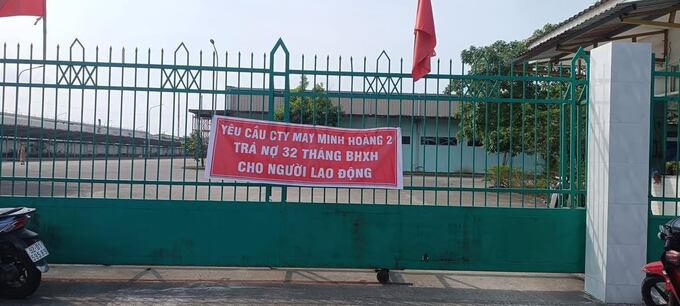 YÊU CẦU CTY MAY MINH HOÀNG 2
TRẢ NỢ 32 THÁNG BHXH
CHO NGƯỜI LAO ĐỘNG